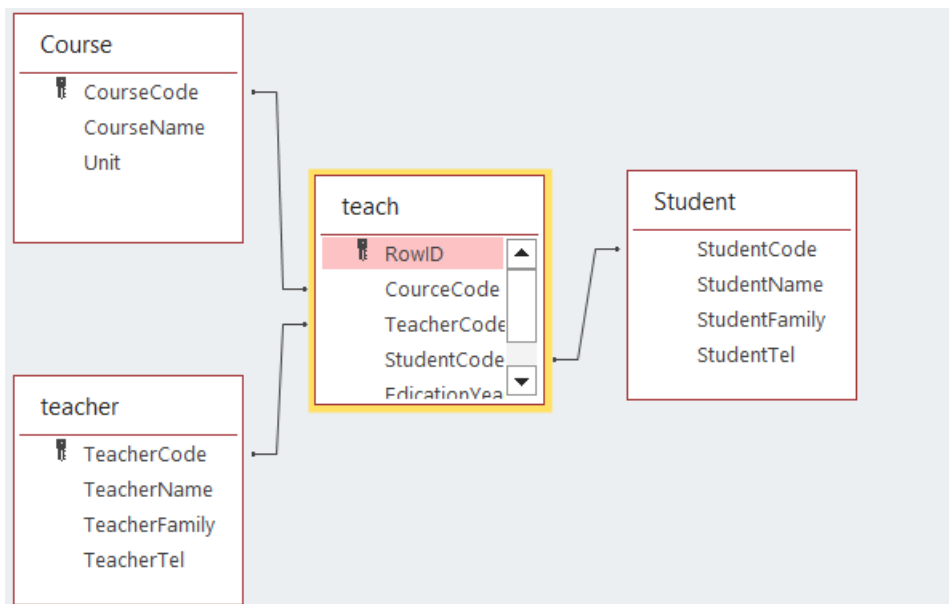 Course
CourseCode
CourseName
Unit
teach
RowID
CourceCode
TeacherCode
StudentCode
EdicationYea
Student
StudentCode
StudentName
StudentFamily
StudentTel
teacher
TeacherCode
TeacherName
TeacherFamily
TeacherTel